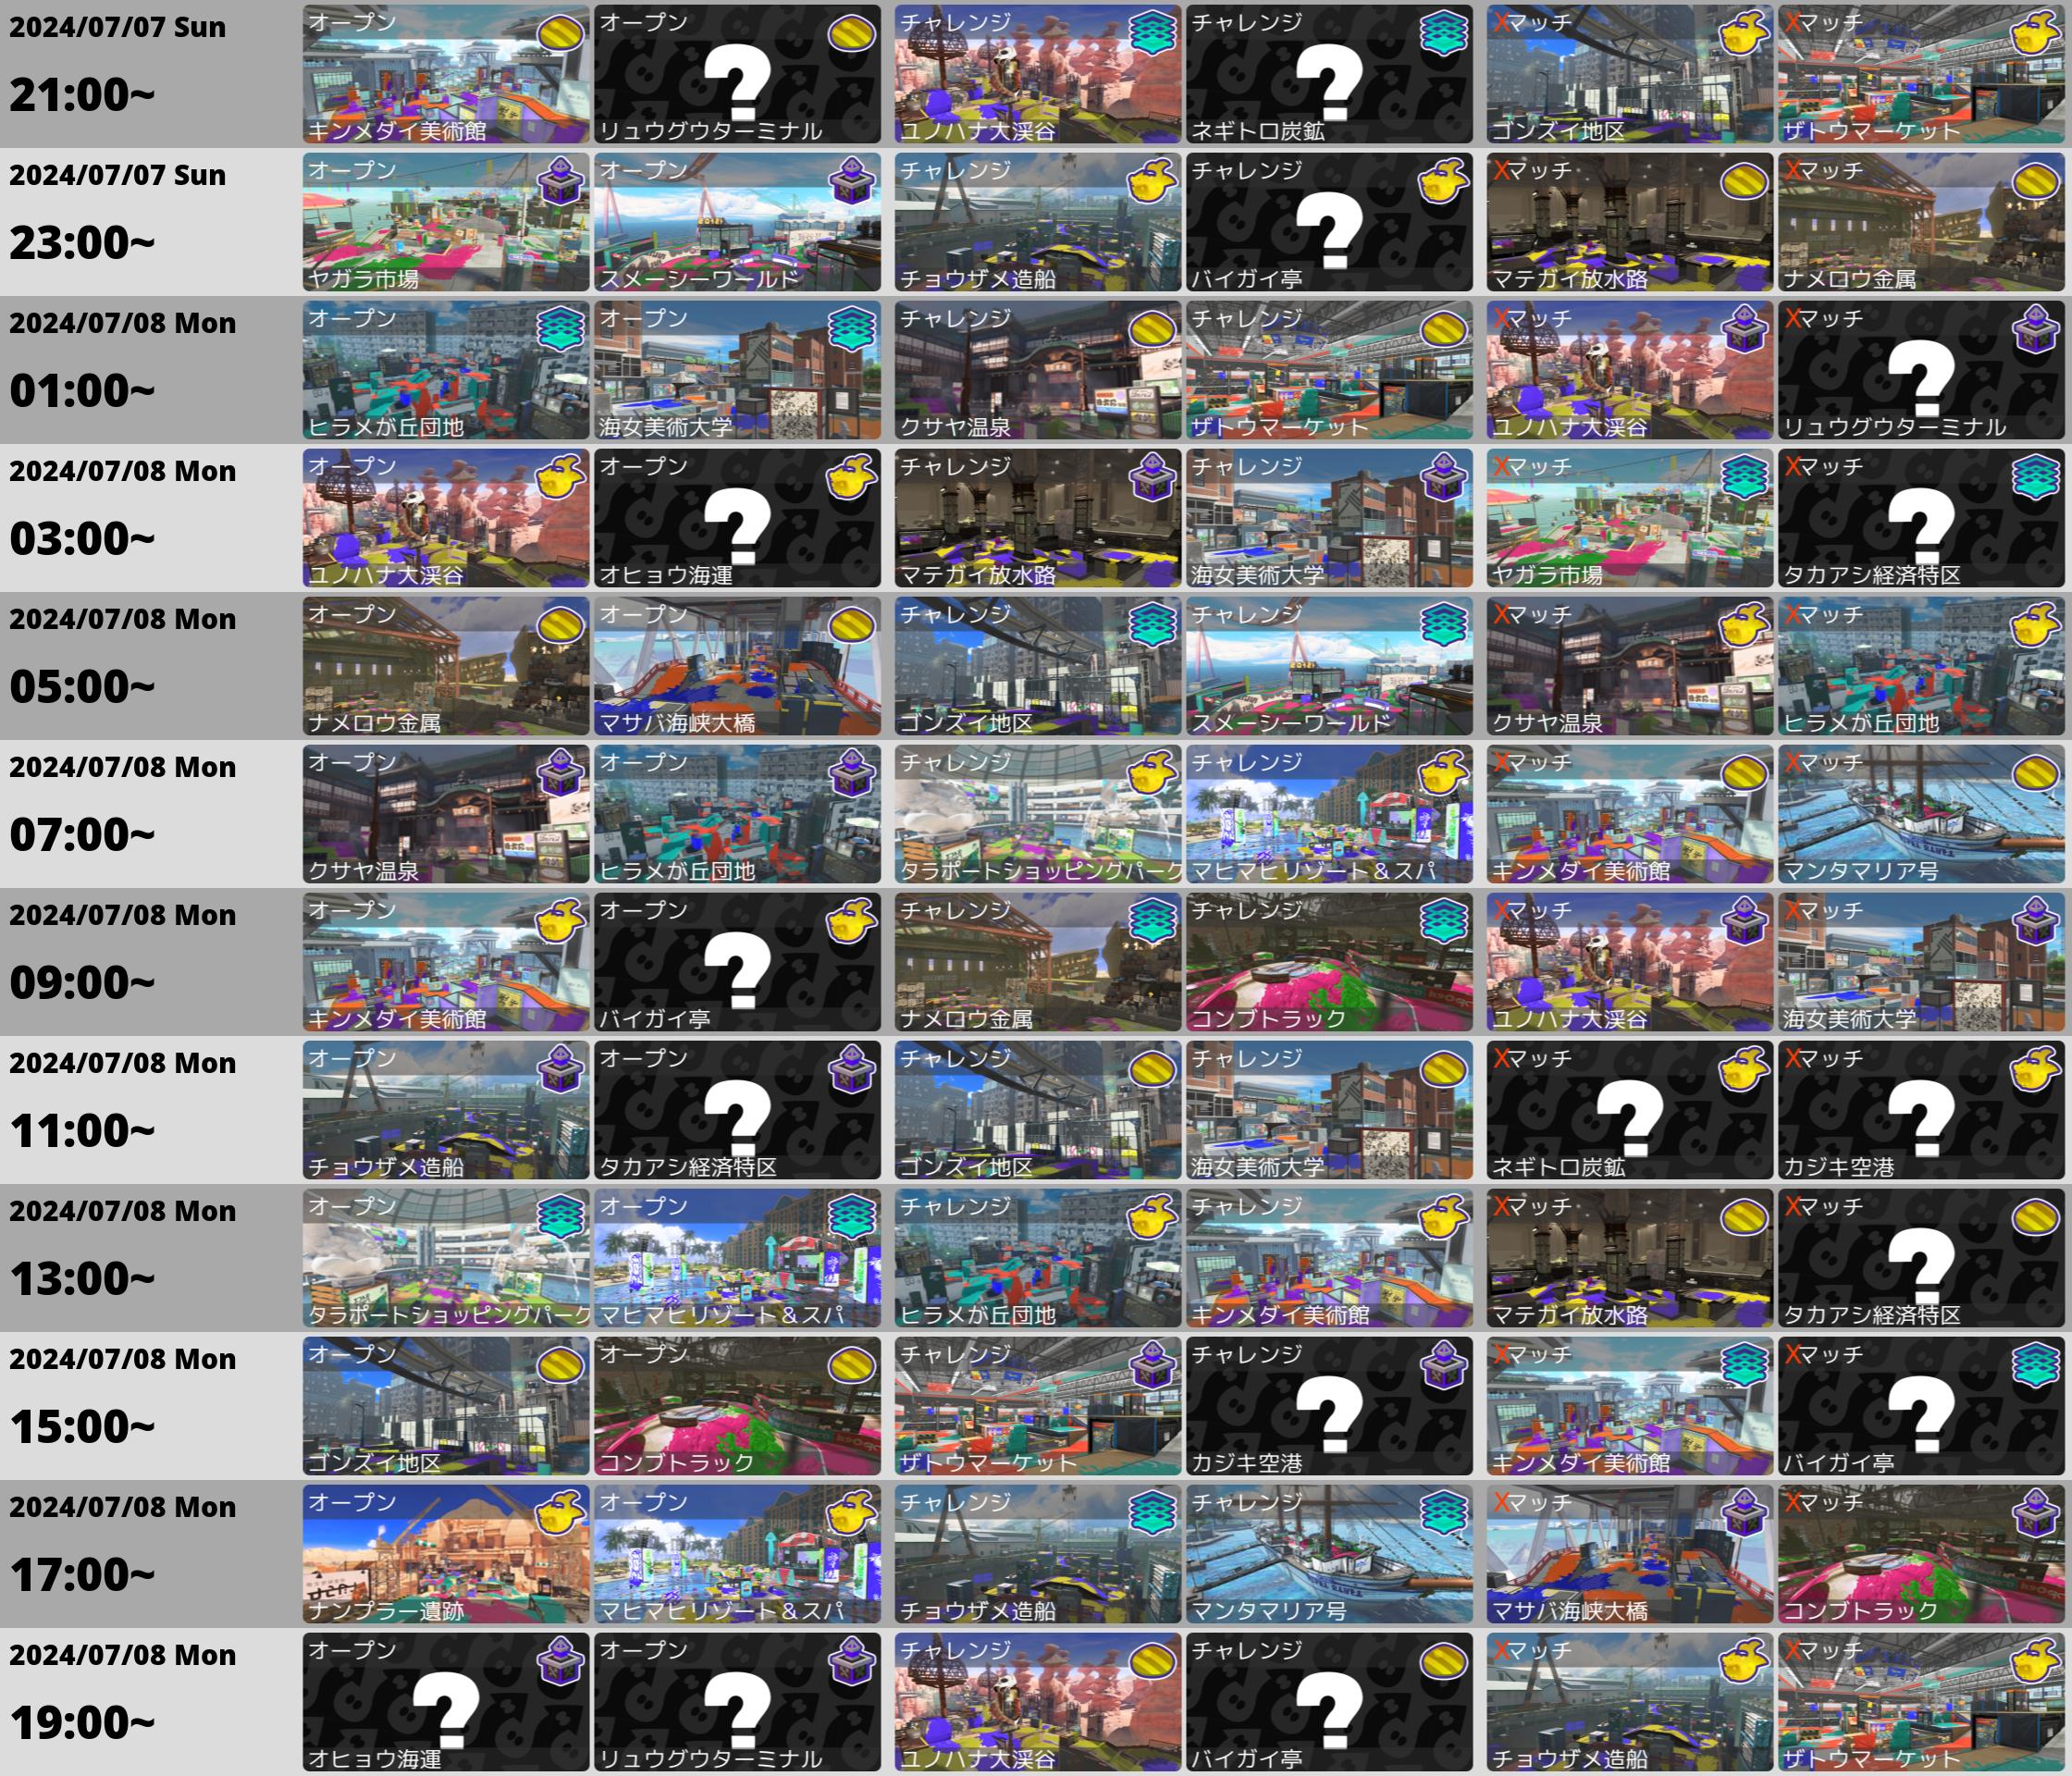 2024/07/07 Sun
21:00~
オープン キンメダイ美術館
オープン リュウグウターミナル
チャレンジ ユノハナ大渓谷
チャレンジ ネギトロ炭鉱
Xマッチ ゴンズイ地区
Xマッチ ザトウマーケット
2024/07/07 Sun
23:00~
オープン ヤガラ市場
オープン スメーシーワールド
チャレンジ チョウザメ造船
チャレンジ バイガイ亭
Xマッチ マテガイ放水路
Xマッチ ナメロウ金属
2024/07/08 Mon
01:00~
オープン ヒラメが丘団地
オープン 海女美術大学
チャレンジ クサヤ温泉
チャレンジ ザトウマーケット
Xマッチ ユノハナ大渓谷
Xマッチ リュウグウターミナル
2024/07/08 Mon
03:00~
オープン ユノハナ大渓谷
オープン オヒョウ海運
チャレンジ マテガイ放水路
チャレンジ 海女美術大学
Xマッチ ヤガラ市場
Xマッチ タカアシ経済特区
2024/07/08 Mon
05:00~
オープン ナメロウ金属
オープン マサバ海峡大橋
チャレンジ ゴンズイ地区
チャレンジ スメーシーワールド
Xマッチ クサヤ温泉
Xマッチ ヒラメが丘団地
2024/07/08 Mon
07:00~
オープン クサヤ温泉
オープン ヒラメが丘団地
チャレンジ タラポートショッピングパーク
チャレンジ マヒマヒリゾート＆スパ
Xマッチ キンメダイ美術館
Xマッチ マンタマリア号
2024/07/08 Mon
09:00~
オープン キンメダイ美術館
オープン バイガイ亭
チャレンジ ナメロウ金属
チャレンジ コンブトラック
Xマッチ ユノハナ大渓谷
Xマッチ 海女美術大学
2024/07/08 Mon
11:00~
オープン チョウザメ造船
オープン タカアシ経済特区
チャレンジ ゴンズイ地区
チャレンジ 海女美術大学
Xマッチ ネギトロ炭鉱
Xマッチ カジキ空港
2024/07/08 Mon
13:00~
オープン タラポートショッピングパーク
オープン マヒマヒリゾート＆スパ
チャレンジ ヒラメが丘団地
チャレンジ キンメダイ美術館
Xマッチ マテガイ放水路
Xマッチ タカアシ経済特区
2024/07/08 Mon
15:00~
オープン ゴンズイ地区
オープン コンブトラック
チャレンジ ザトウマーケット
チャレンジ カジキ空港
Xマッチ キンメダイ美術館
Xマッチ バイガイ亭
2024/07/08 Mon
17:00~
オープン ナンプラー遺跡
オープン マヒマヒリゾート＆スパ
チャレンジ チョウザメ造船
チャレンジ マンタマリア号
Xマッチ マサバ海峡大橋
Xマッチ コンブトラック
2024/07/08 Mon
19:00~
オープン オヒョウ海運
オープン リュウグウターミナル
チャレンジ ユノハナ大渓谷
チャレンジ バイガイ亭
Xマッチ チョウザメ造船
Xマッチ ザトウマーケット